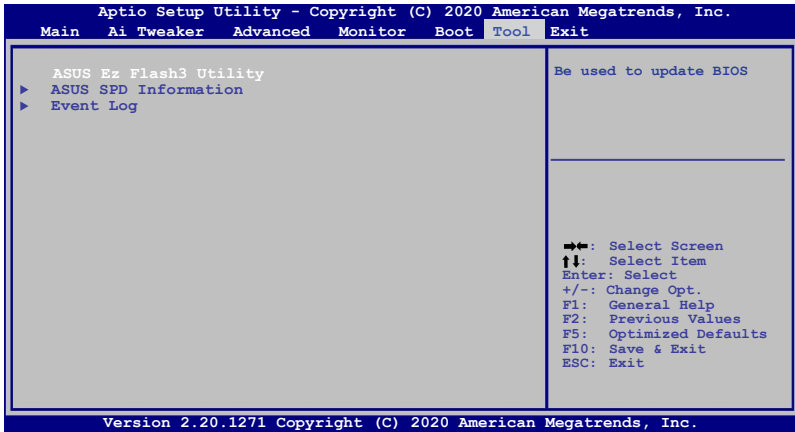 Aptio Setup Utility - Copyright (C) 2020 American Megatrends, Inc.
Main Ai Tweaker Advanced Monitor Boot Tool Exit
ASUS Ez Flash3 Utility
ASUS SPD Information
Event Log
Be used to update BIOS
→←: Select Screen
↑↓: Select Item
Enter: Select
+/-: Change Opt.
F1: General Help
F2: Previous Values
F5: Optimized Defaults
F10: Save & Exit
ESC: Exit
Version 2.20.1271 Copyright (C) 2020 American Megatrends, Inc.